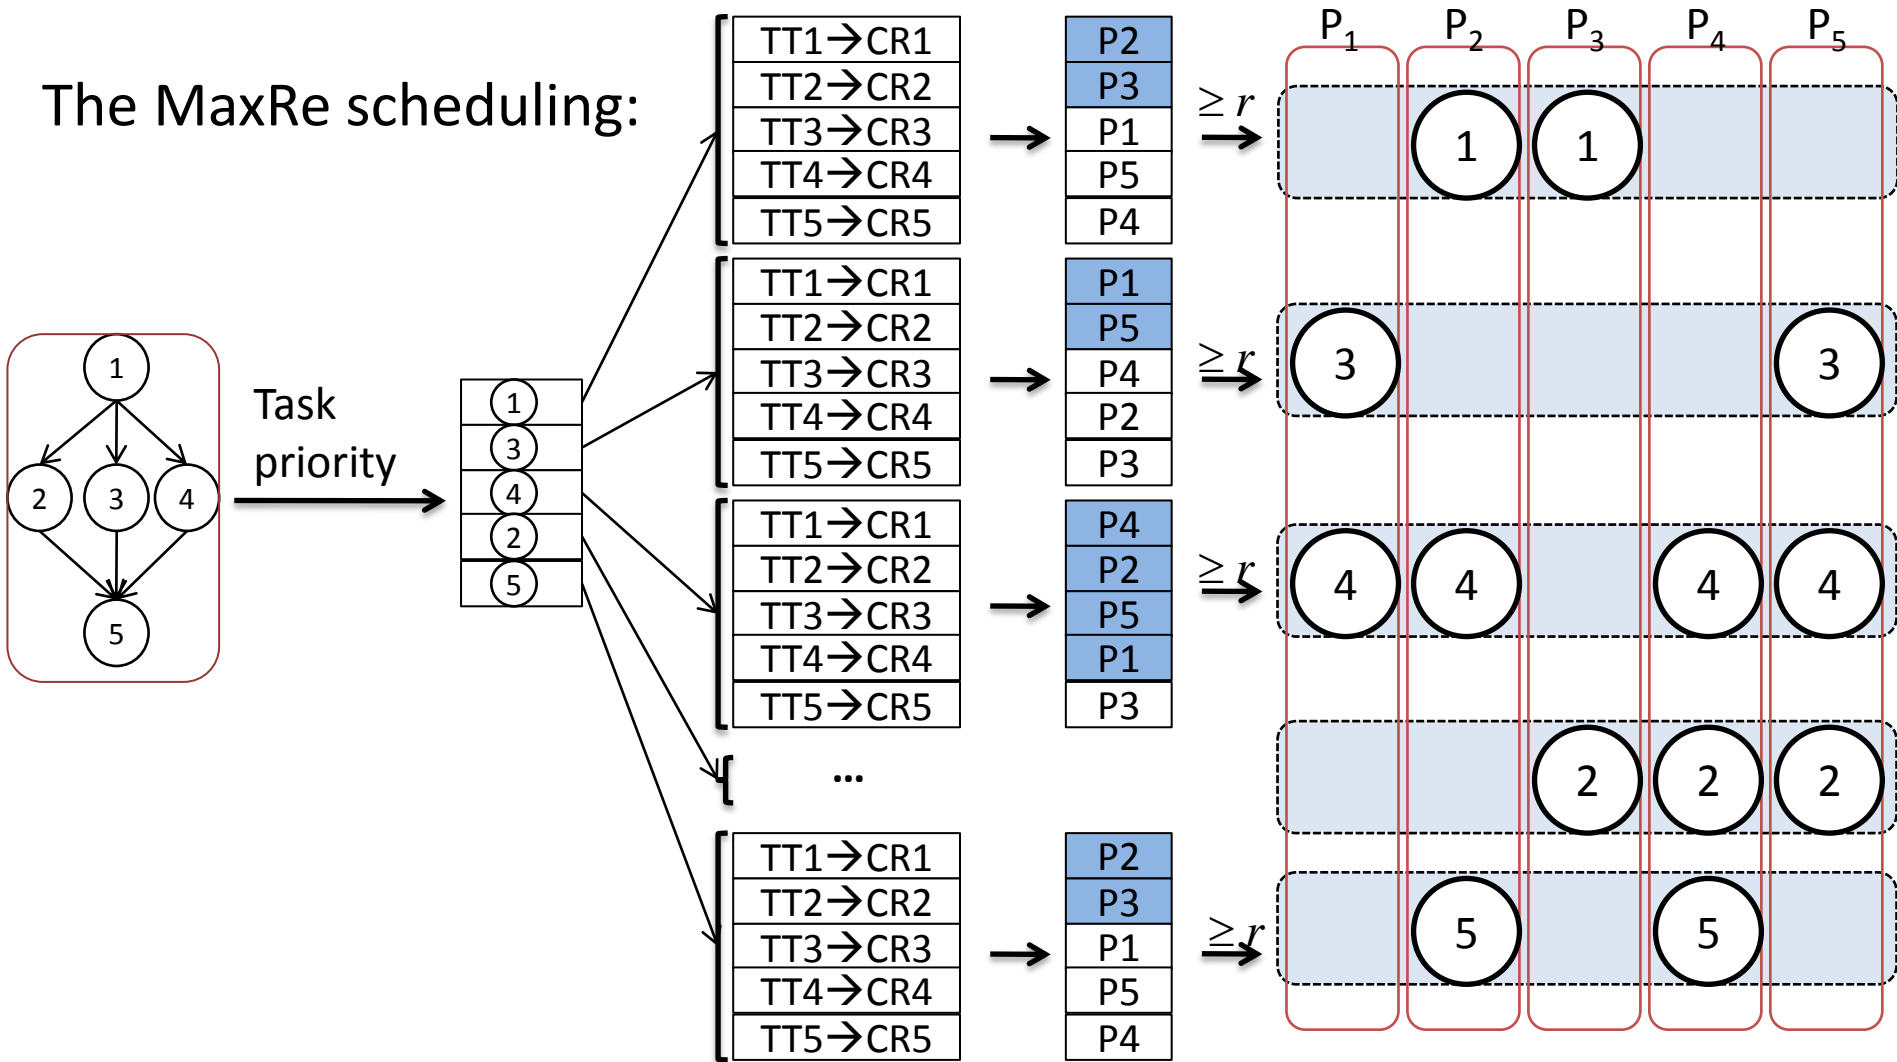 The MaxRe scheduling:
1
2 3 4
5
Task
priority
1
3
4
2
5
TT1→CR1
TT2→CR2
TT3→CR3
TT4→CR4
TT5→CR5
P2
P3
P1
P5
P4
≥ r
TT1→CR1
TT2→CR2
TT3→CR3
TT4→CR4
TT5→CR5
P1
P5
P4
P2
P3
≥ r
TT1→CR1
TT2→CR2
TT3→CR3
TT4→CR4
TT5→CR5
P4
P2
P5
P1
P3
≥ r
...
TT1→CR1
TT2→CR2
TT3→CR3
TT4→CR4
TT5→CR5
P2
P3
P1
P5
P4
≥ r
P1 P2 P3 P4 P5
1 1
3 3
4 4 4 4
2 2 2
5 5